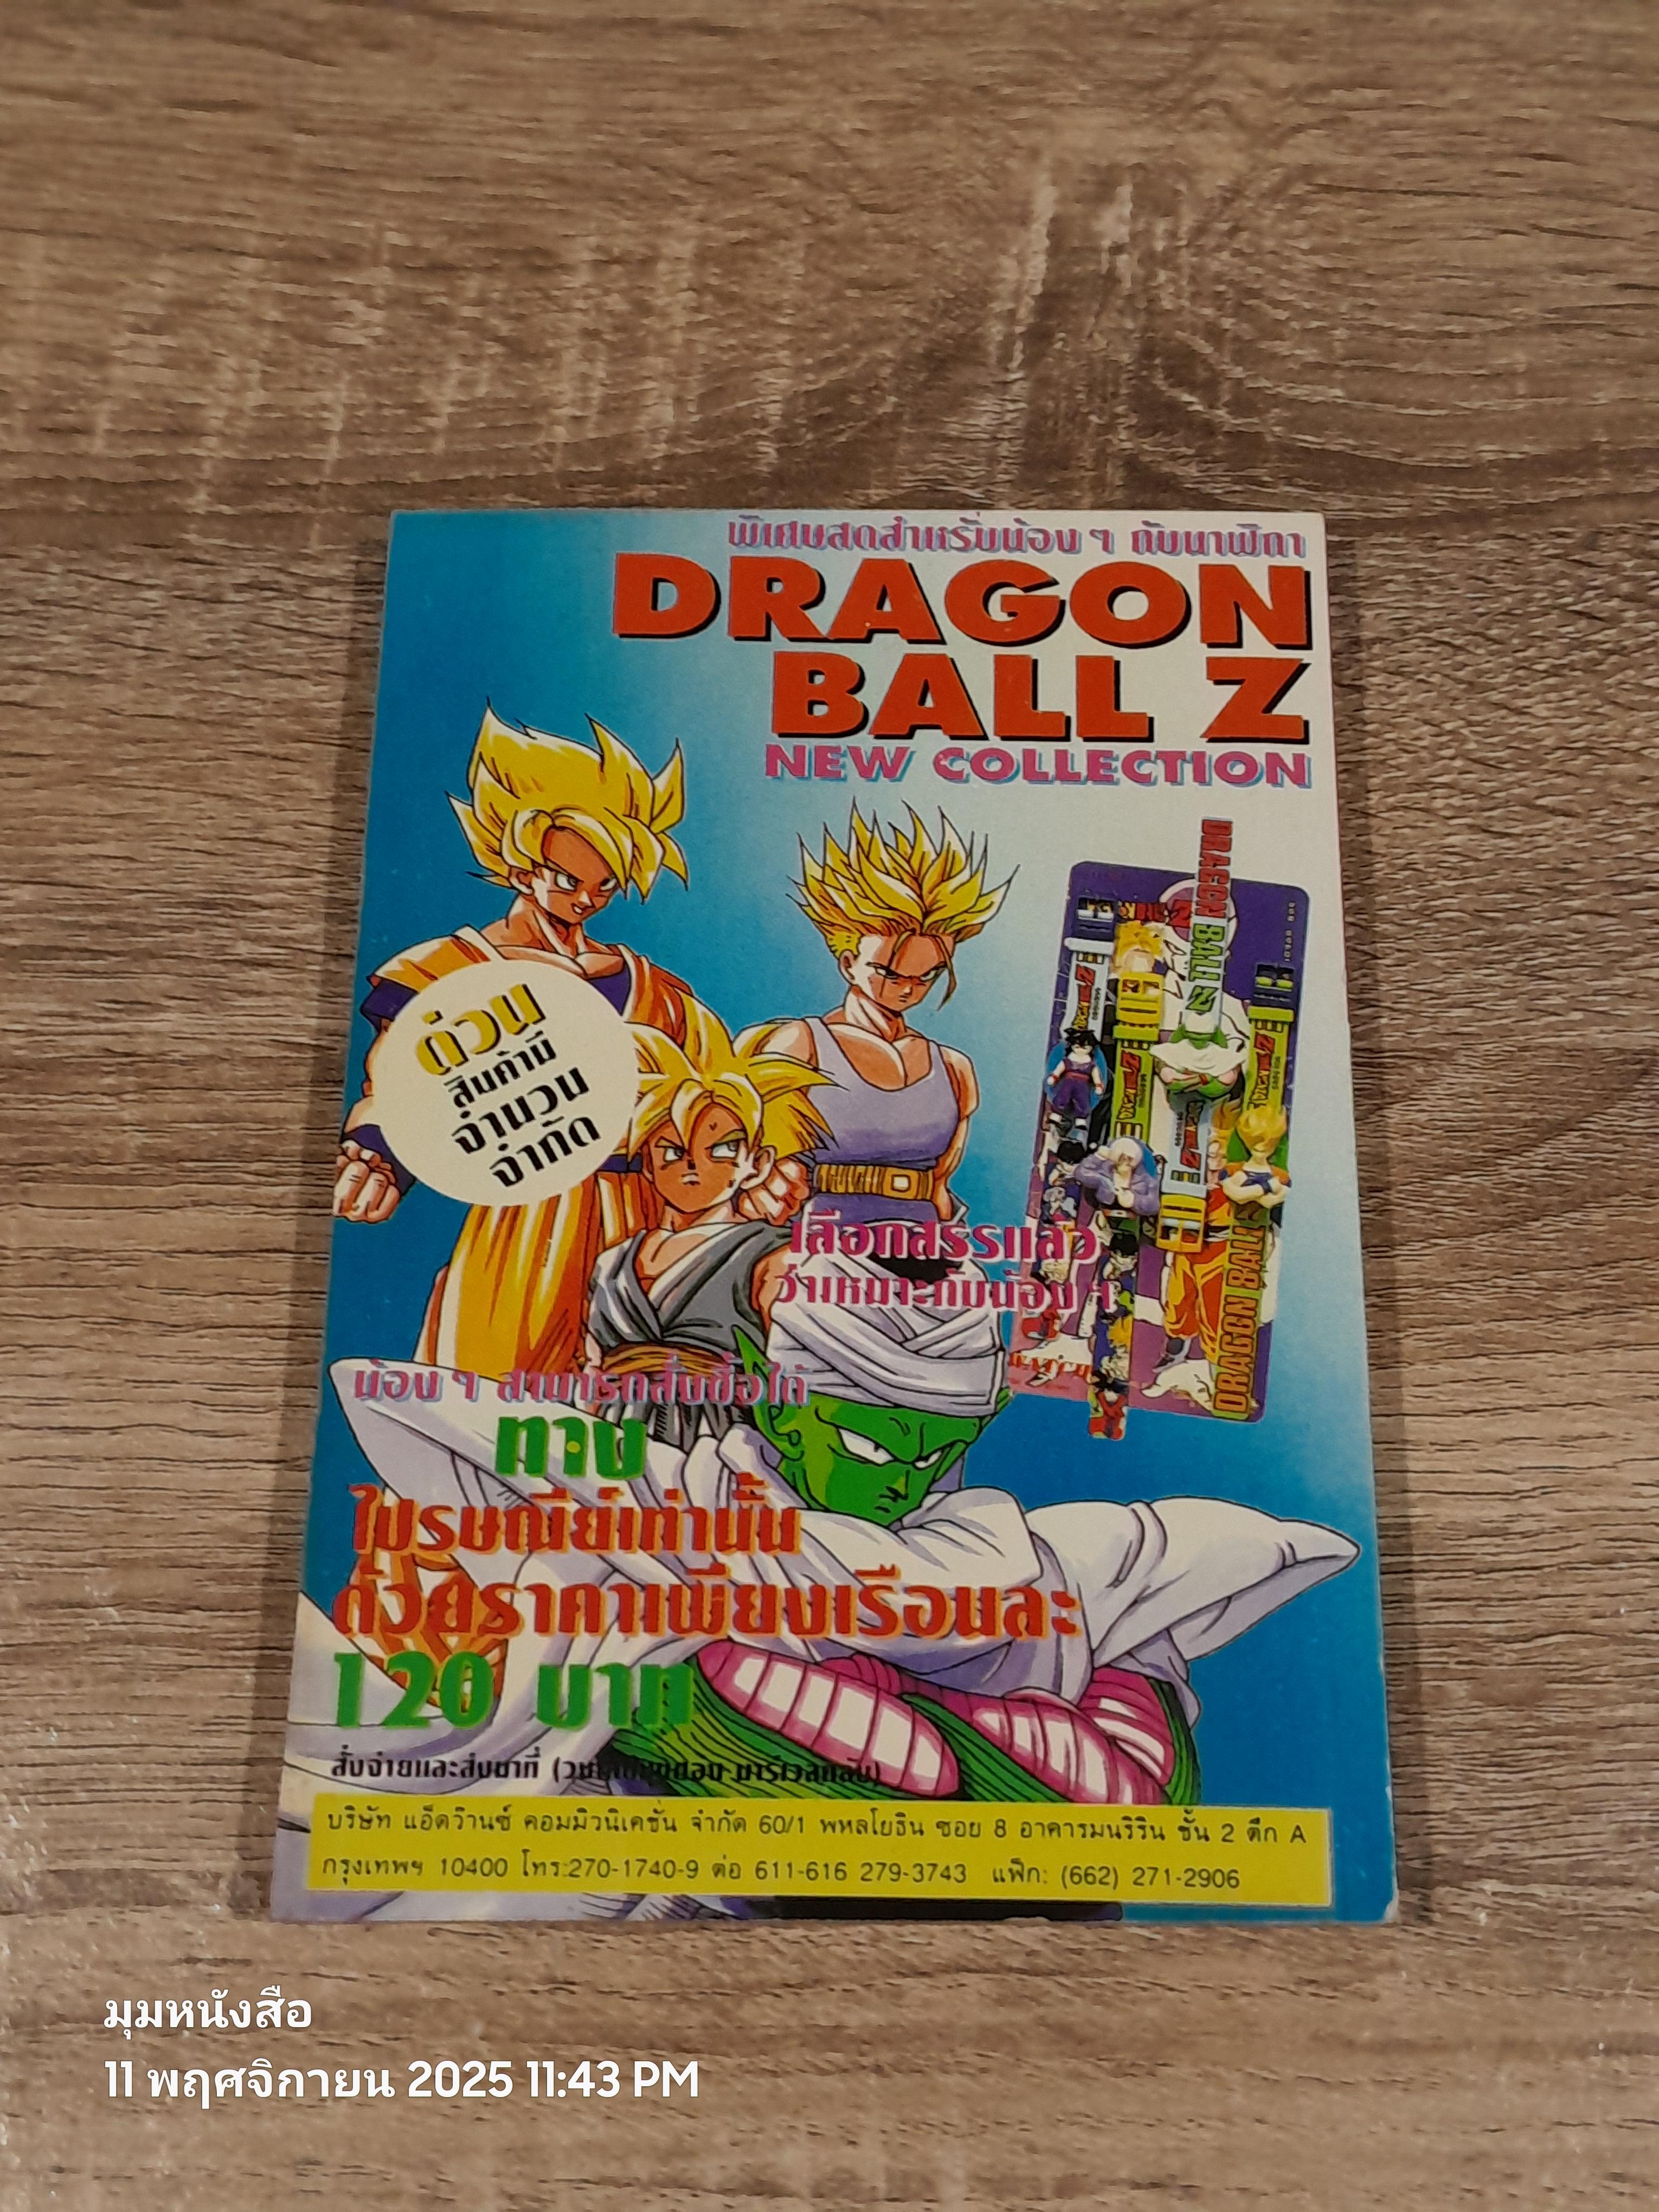 พิเศษสุดสำหรับน้อง ๆ กับนาฬิกา
DRAGON
BALL Z
NEW COLLECTION
ด่วน
สินค้ามี
จำนวน
จำกัด
DRAGON BALL Z
เลือกสรรแล้ว
ว่าเหมาะกับน้อง ๆ
WATCH
DRAGON BALL
น้อง ๆ สามารถสั่งซื้อได้
ทาง
ไปรษณีย์เท่านั้น
ด้วยราคาเพียงเรือนละ
120 บาท
สั่งจ่ายและส่งมาที่
บริษัท แอ็ดว๊านซ์ คอมมิวนิเคชั่น จำกัด 60/1 พหลโยธิน ซอย 8 อาคารมนริริน ชั้น 2 ตึก A
กรุงเทพฯ 10400 โทร:270-1740-9 ต่อ 611-616 279-3743 แฟ็ก: (662) 271-2906
มุมหนังสือ
11 พฤศจิกายน 2025 11:43 PM